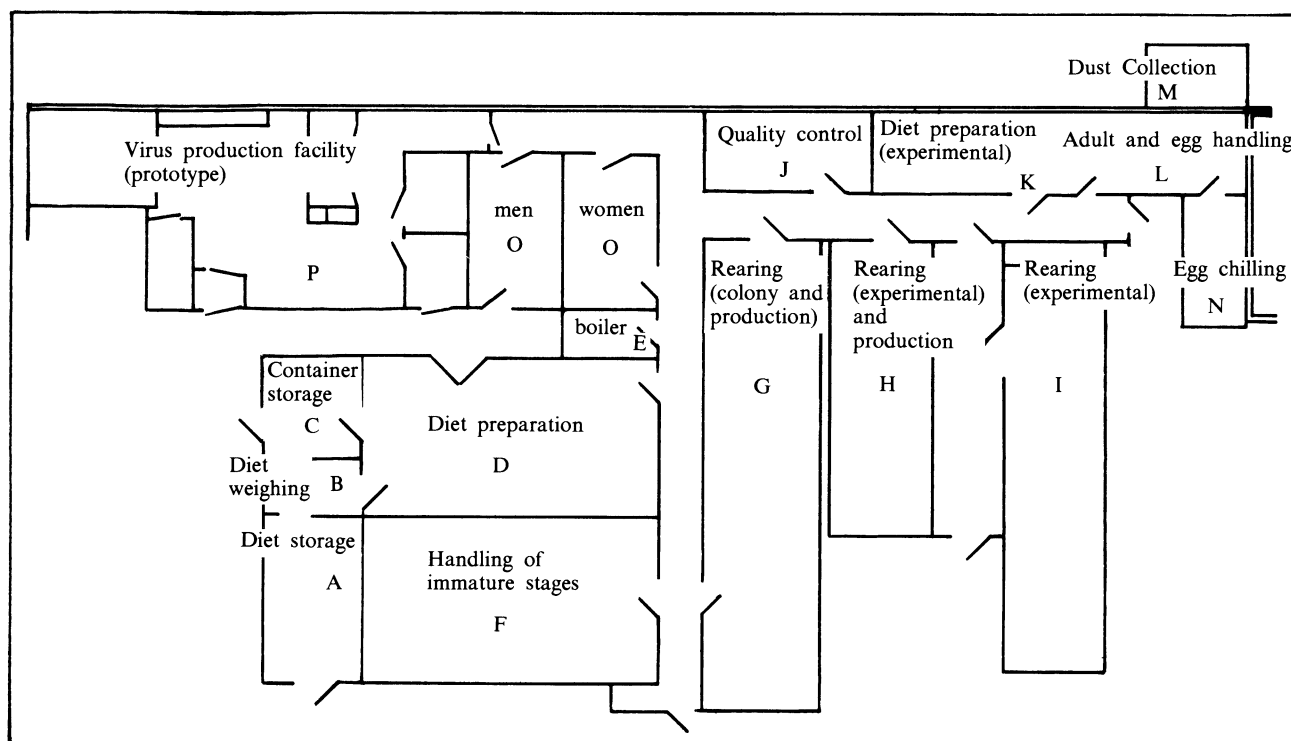 Dust Collection
M
Virus production facility
(prototype)
P
men
O
women
O
boiler
È
Quality control
J
Diet preparation
(experimental)
K
Adult and egg handling
L
Egg chilling
N
Rearing
(colony and
production)
G
Rearing
(experimental)
and
production
H
Rearing
(experimental)
I
Container
storage
C
Diet
weighing B
Diet preparation
D
Diet storage
A
Handling of
immature stages
F